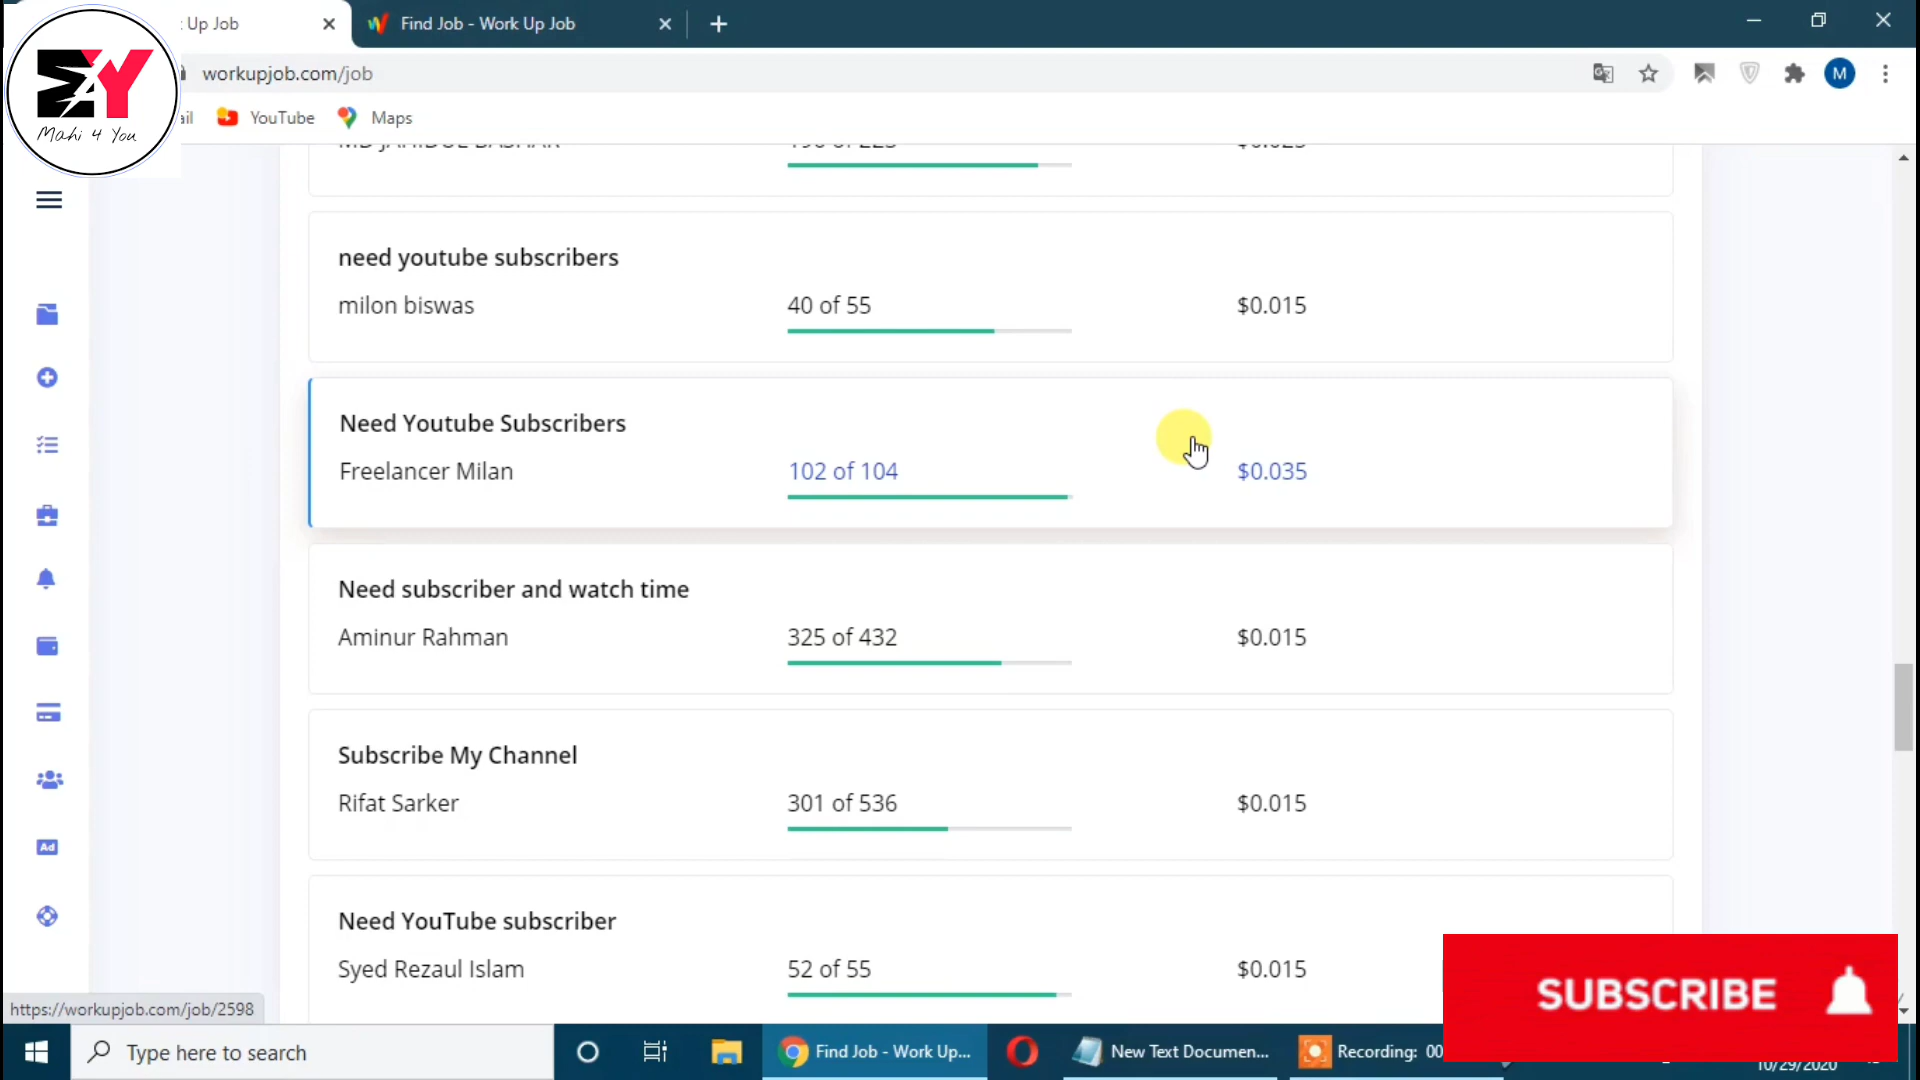 Up Job
Find Job - Work Up Job
workupjob.com/job
M
Mahi 4 You
ail
YouTube
Maps
need youtube subscribers
milon biswas
40 of 55
$0.015
Need Youtube Subscribers
Freelancer Milan
102 of 104
$0.035
Need subscriber and watch time
Aminur Rahman
325 of 432
$0.015
Subscribe My Channel
Rifat Sarker
301 of 536
$0.015
Ad
Need YouTube subscriber
Syed Rezaul Islam
52 of 55
$0.015
SUBSCRIBE
https://workupjob.com/job/2598
Type here to search
Find Job - Work Up...
New Text Documen...
Recording: 00
10/29/2020